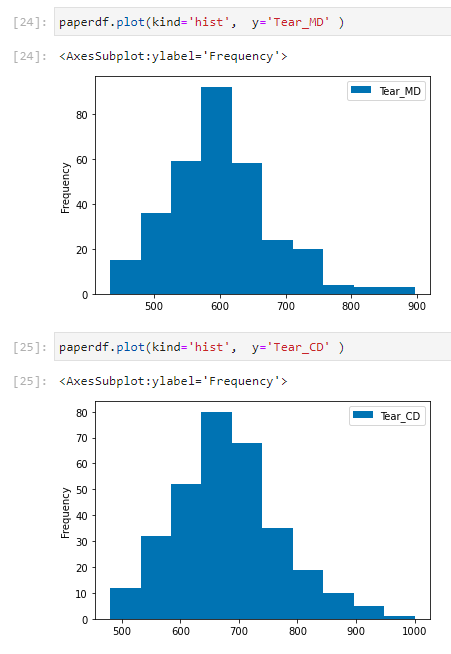 [24]: paperdf.plot(kind='hist', y='Tear_MD' )
[24]: <AxesSubplot:ylabel='Frequency'>
Tear_MD
80
60
40
20
0
Frequency
500 600 700 800 900
[25]: paperdf.plot(kind='hist', y='Tear_CD' )
[25]: <AxesSubplot:ylabel='Frequency'>
Tear_CD
80
70
60
50
40
30
20
10
0
Frequency
500 600 700 800 900 1000